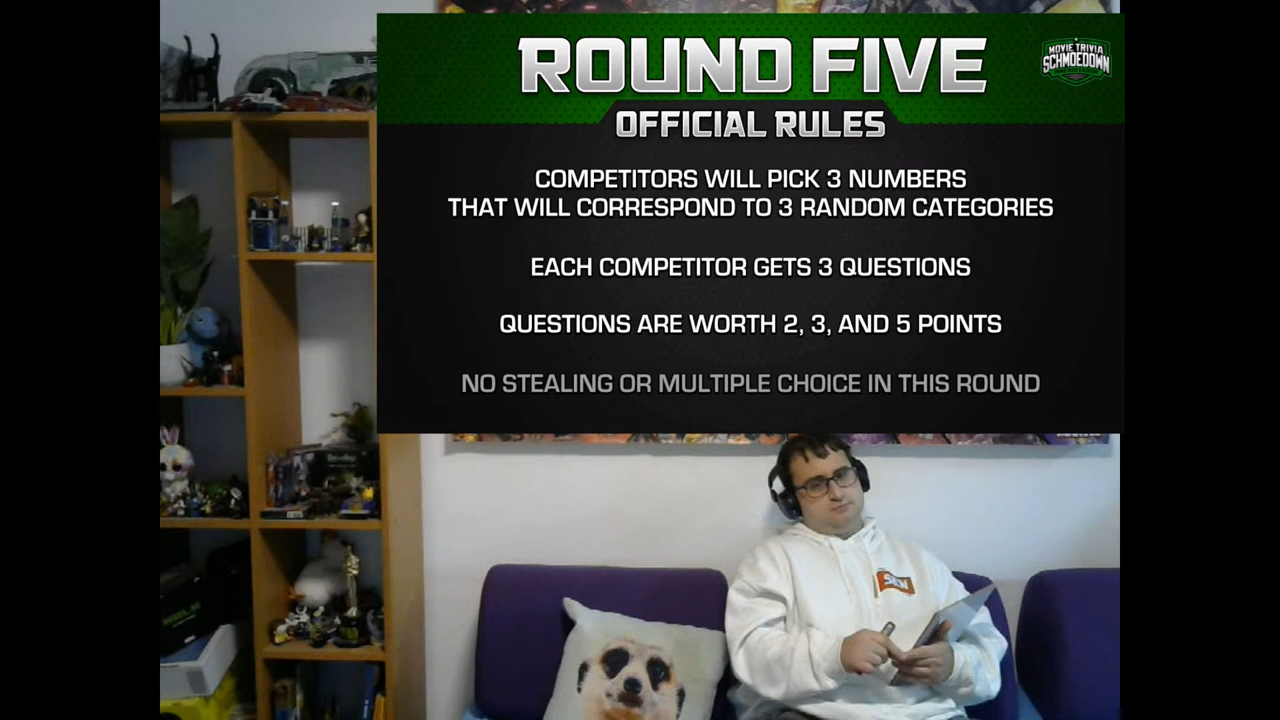 ROUND FIVE
MOVIE TRIVIA
SCHMOEDOWN
OFFICIAL RULES
COMPETITORS WILL PICK 3 NUMBERS
THAT WILL CORRESPOND TO 3 RANDOM CATEGORIES
EACH COMPETITOR GETS 3 QUESTIONS
QUESTIONS ARE WORTH 2, 3, AND 5 POINTS
NO STEALING OR MULTIPLE CHOICE IN THIS ROUND
SEN